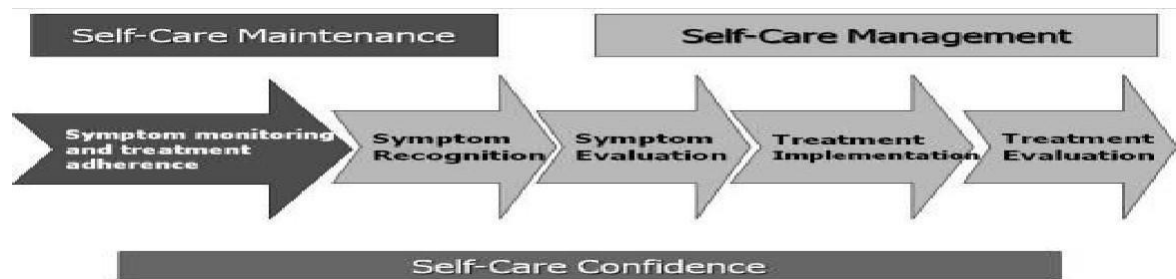 Self-Care Maintenance
Self-Care Management
Symptom monitoring
and treatment
adherence
Symptom
Recognition
Symptom
Evaluation
Treatment
Implementation
Treatment
Evaluation
Self-Care Confidence